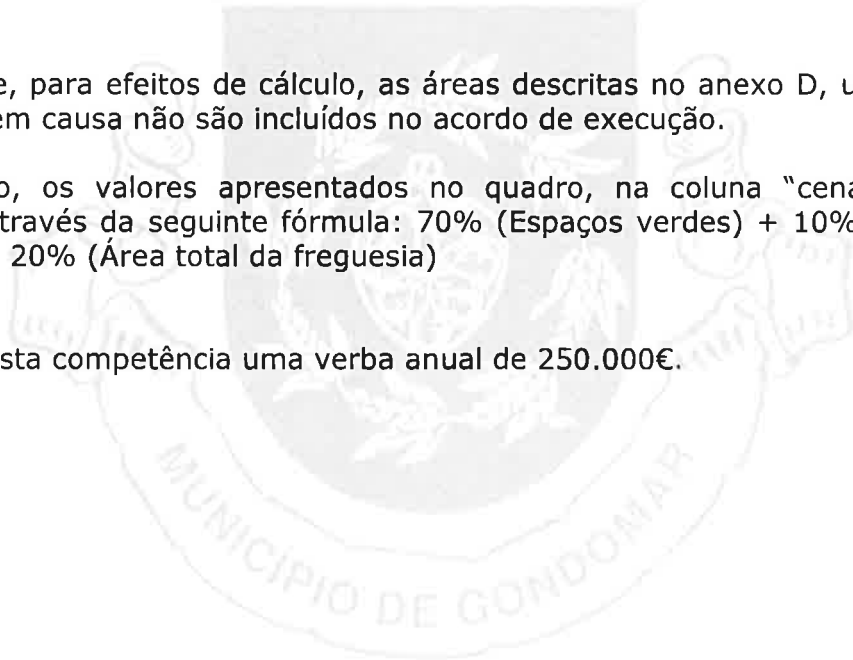 e, para efeitos de cálculo, as áreas descritas no anexo D, u
em causa não são incluídos no acordo de execução.
o, os valores apresentados no quadro, na coluna "cena
través da seguinte fórmula: 70% (Espaços verdes) + 10%
20% (Área total da freguesia)
sta competência uma verba anual de 250.000€.
MUNICÍPIO DE GONDOMAR